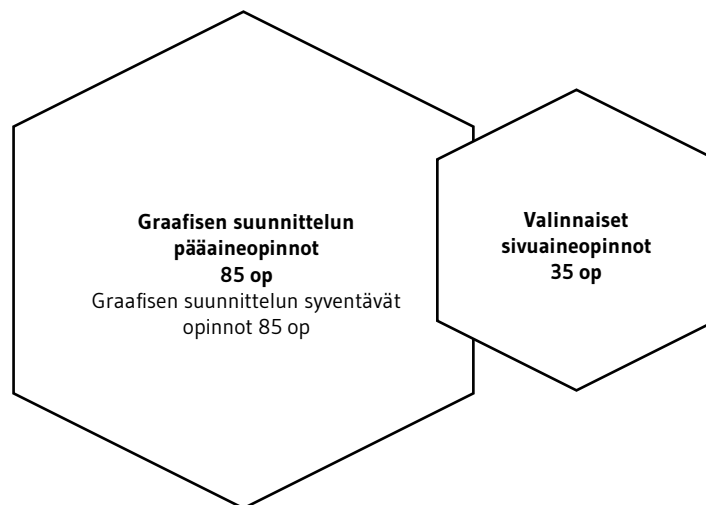 Graafisen suunnittelun
pääaineopinnot
85 op
Graafisen suunnittelun syventävät
opinnot 85 op
Valinnaiset
sivuaineopinnot
35 op